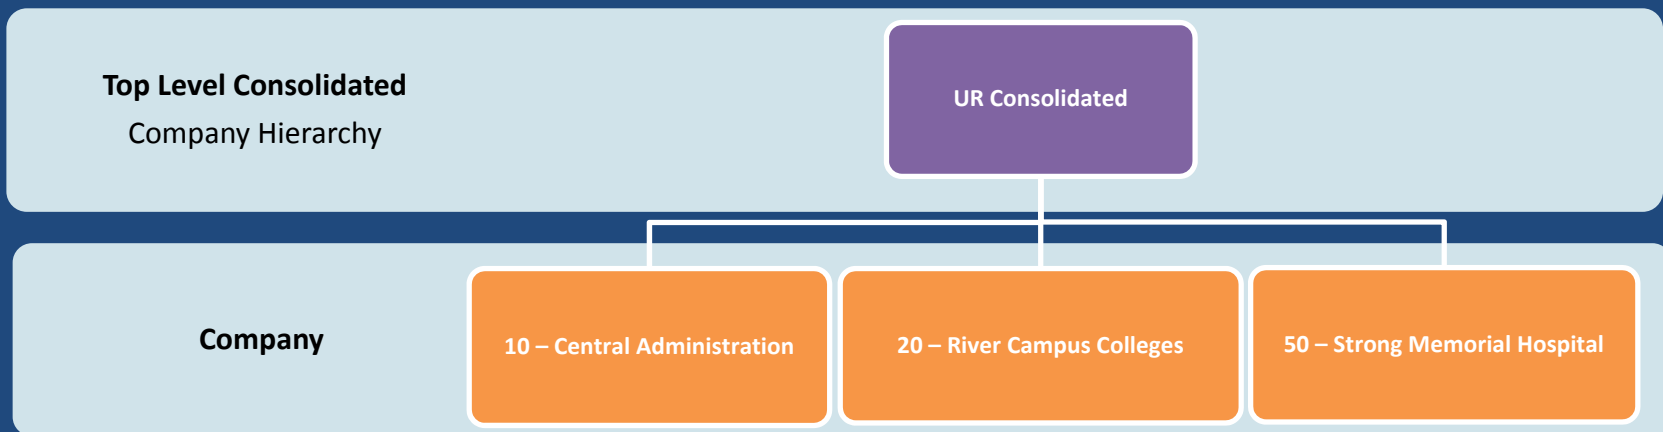 Top Level Consolidated
Company Hierarchy
UR Consolidated
Company
10 – Central Administration
20 – River Campus Colleges
50 – Strong Memorial Hospital